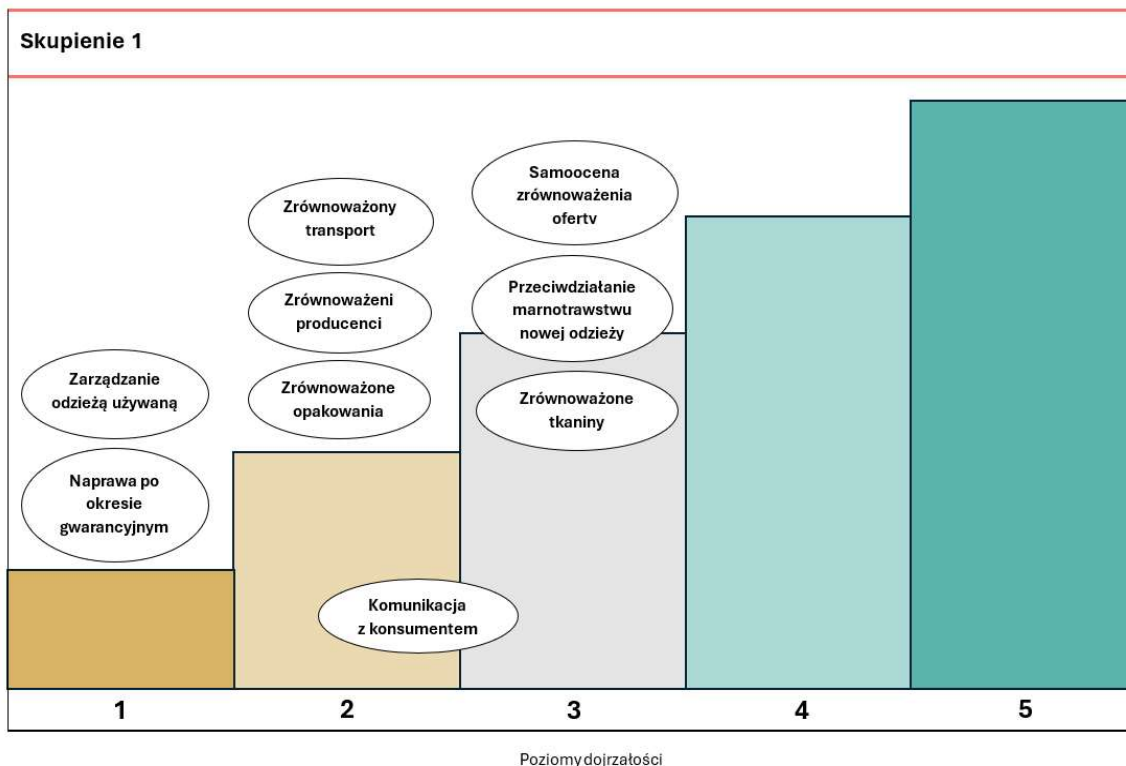 Skupienie 1
Samoocena
zrównoważenia
oferty
Zrównoważony
transport
Przeciwdziałanie
marnotrawstwu
nowej odzieży
Zrównoważeni
producenci
Zarządzanie
odzieżą używaną
Zrównoważone
opakowania
Zrównoważone
tkaniny
Naprawa po
okresie
gwarancyjnym
Komunikacja
z konsumentem
1 2 3 4 5
Poziomy dojrzałości